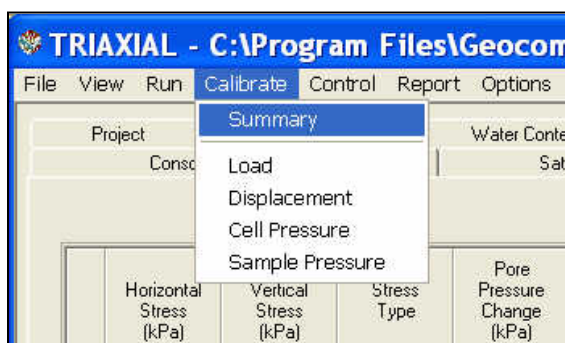 TRIAXIAL - C:\Program Files\Geocom
File View Run Calibrate Control Report Options
Summary
Project Water Conte
Load
Conso Sat
Displacement
Cell Pressure
Sample Pressure
Horizontal Stress (kPa)
Vertical Stress (kPa)
Stress Type
Pore Pressure Change (kPa)